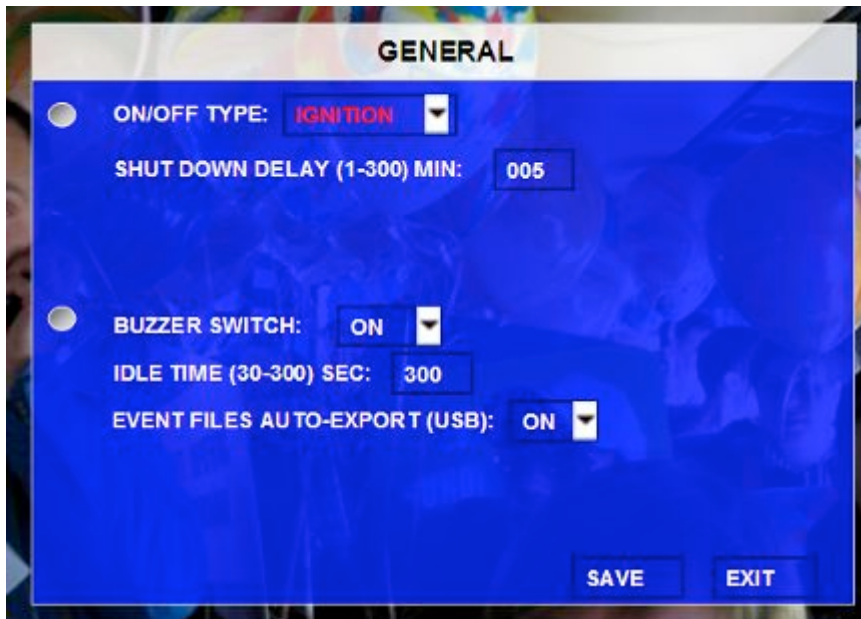 GENERAL
ON/OFF TYPE: IGNITION
SHUT DOWN DELAY (1-300) MIN: 005
BUZZER SWITCH: ON
IDLE TIME (30-300) SEC: 300
EVENT FILES AUTO-EXPORT (USB): ON
SAVE EXIT